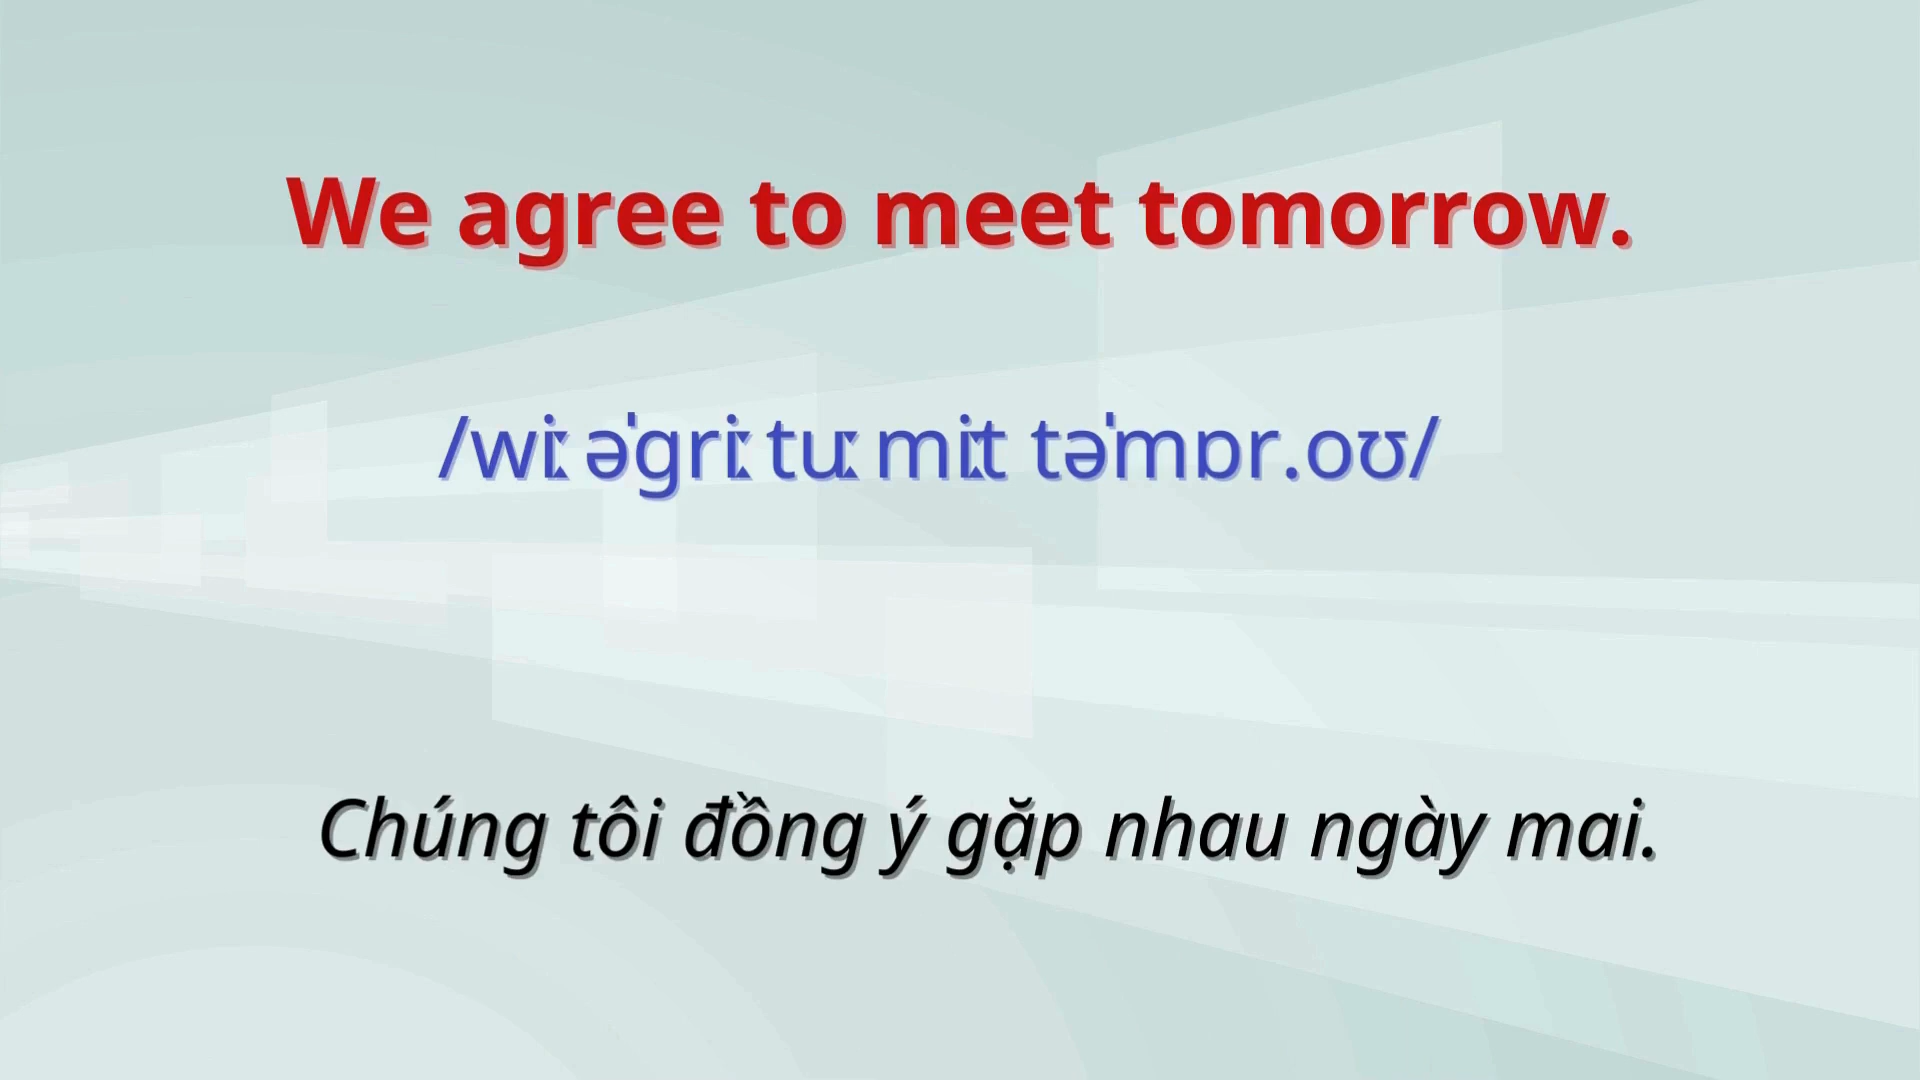 We agree to meet tomorrow.
/wiː əˈɡriː tuː miːt təˈmɒr.oʊ/
Chúng tôi đồng ý gặp nhau ngày mai.